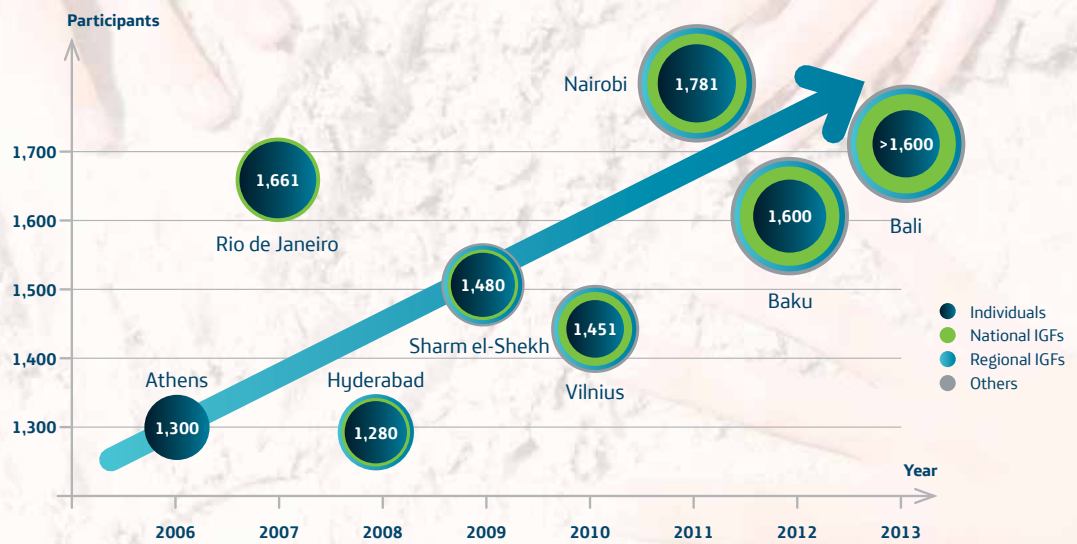 Participants
Nairobi
1,781
>1,600
1,700
1,661
1,600
1,600
Rio de Janeiro
Bali
1,500
1,480
Baku
Individuals
1,451
National IGFs
Sharm el-Shekh
1,400
Regional IGFs
Athens
Hyderabad
Vilnius
Others
1,300
1,300
1,280
Year
2006 2007 2008 2009 2010 2011 2012 2013